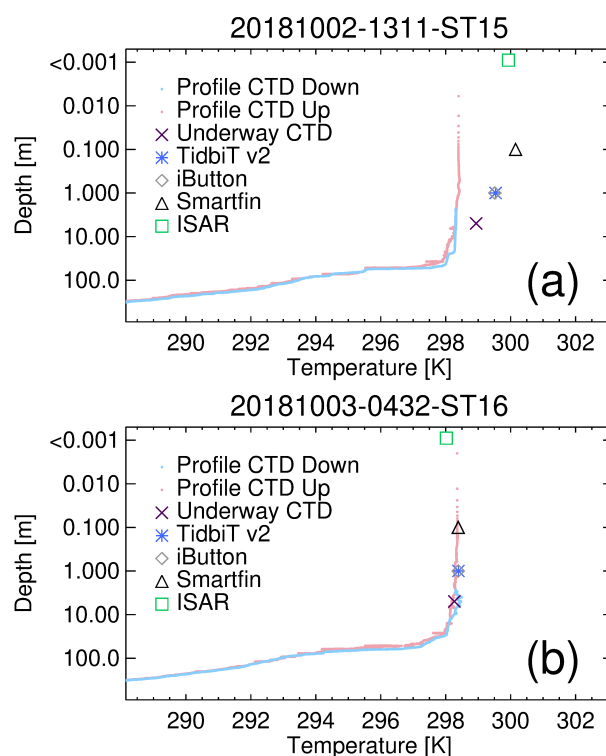 20181002-1311-ST15
<0.001
0.010
0.100
1.000
10.00
100.0
Depth [m]
Profile CTD Down
Profile CTD Up
Underway CTD
TidbiT v2
iButton
Smartfin
ISAR
(a)
290 292 294 296 298 300 302
Temperature [K]
20181003-0432-ST16
<0.001
0.010
0.100
1.000
10.00
100.0
Depth [m]
Profile CTD Down
Profile CTD Up
Underway CTD
TidbiT v2
iButton
Smartfin
ISAR
(b)
290 292 294 296 298 300 302
Temperature [K]